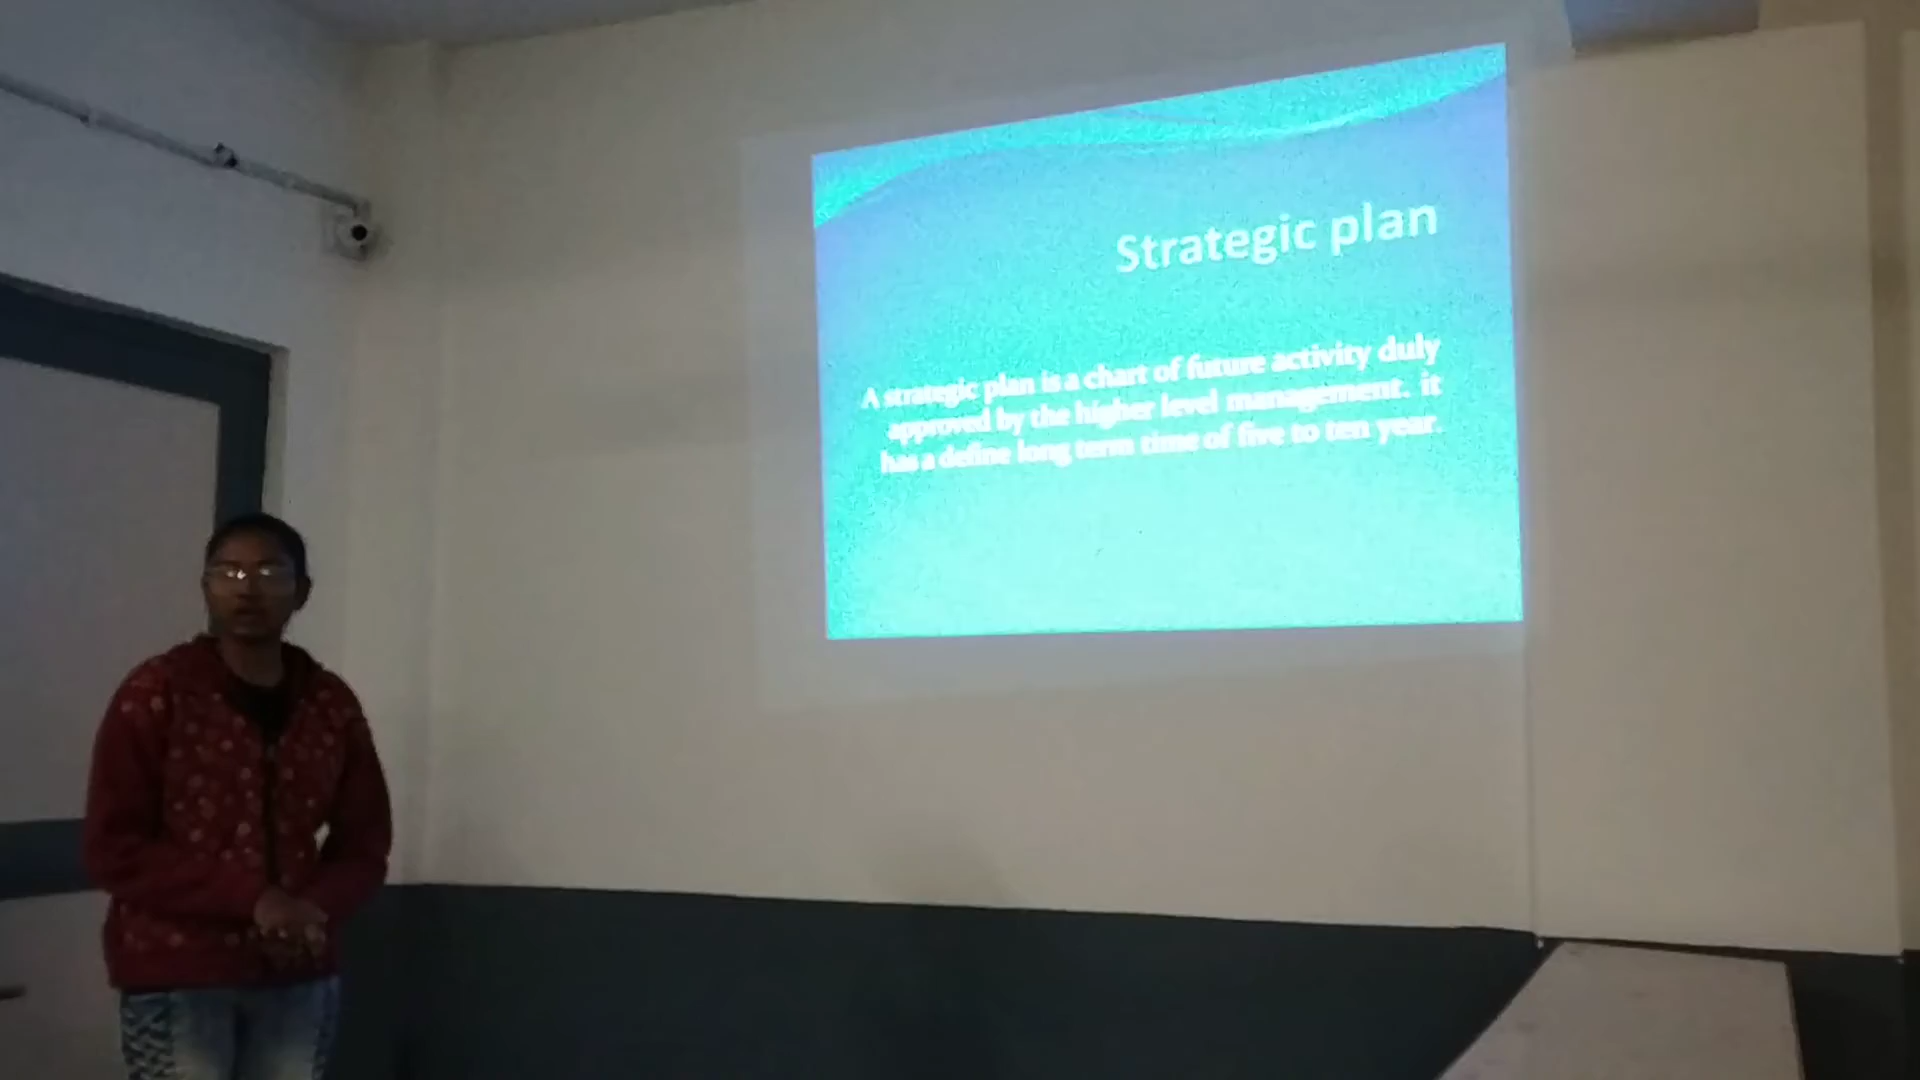 Strategic plan
A strategic plan is a chart of future activity duly
approved by the higher level management. it
has a define long term time of five to ten year.